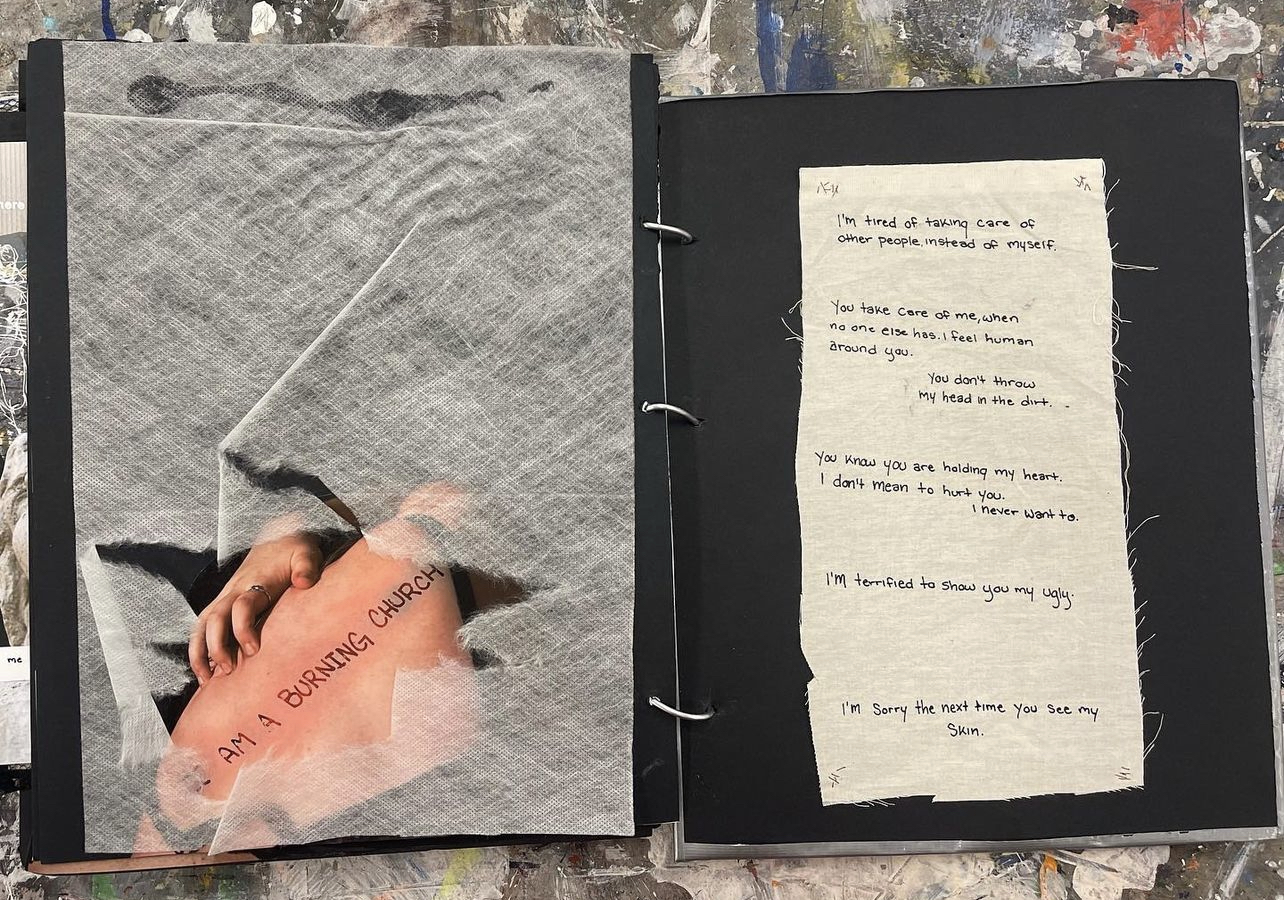 here
me
I AM A BURNING CHURCH
I'm tired of taking care of
other people, instead of myself.
You take care of me, when
no one else has. I feel human
around you.
You don't throw
my head in the dirt.
You know you are holding my heart.
I don't mean to hurt you.
I never want to.
I'm terrified to show you my ugly.
I'm sorry the next time you see my
skin.